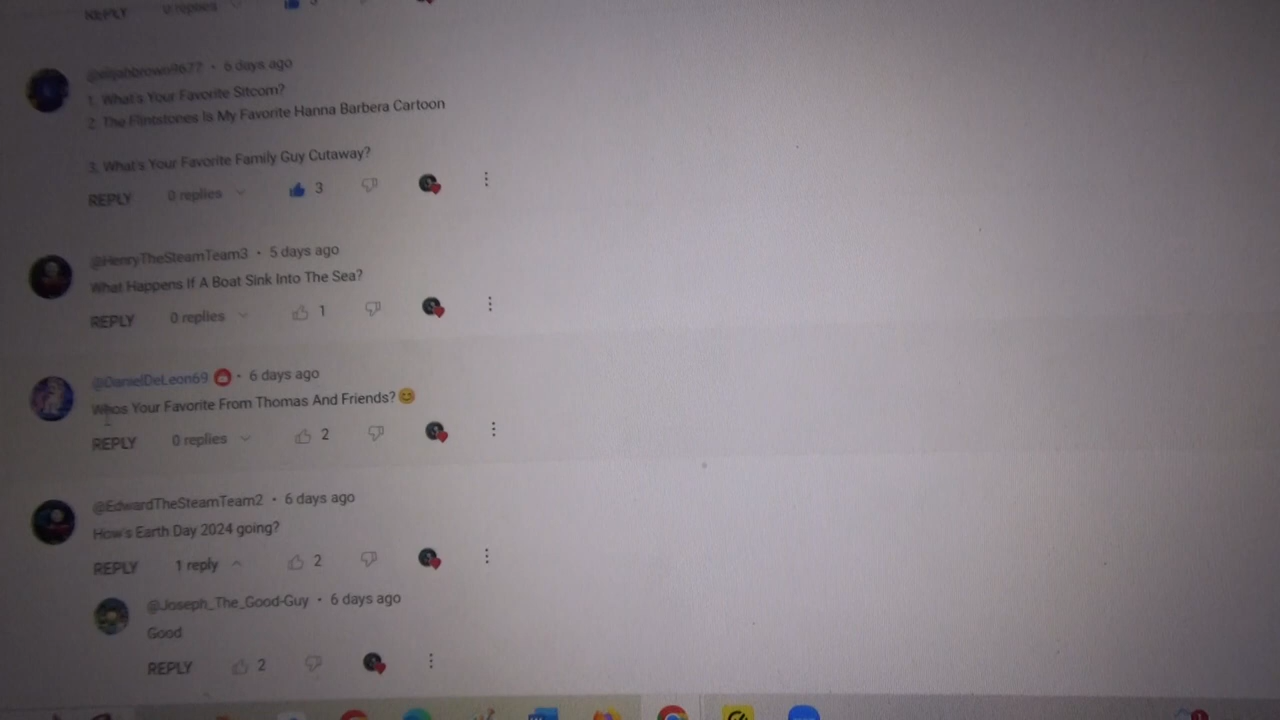 REPLY 0 replies 3
@elijahbrown9677 • 6 days ago
1. What's Your Favorite Sitcom?
2. The Flintstones Is My Favorite Hanna Barbera Cartoon
3. What's Your Favorite Family Guy Cutaway?
REPLY 0 replies 3
@HenryTheSteamTeam3 • 5 days ago
What Happens If A Boat Sink Into The Sea?
REPLY 0 replies 1
@DanielDeLeon69 • 6 days ago
Whos Your Favorite From Thomas And Friends?😊
REPLY 0 replies 2
@EdwardTheSteamTeam2 • 6 days ago
How's Earth Day 2024 going?
REPLY 1 reply 2
@Joseph_The_Good-Guy • 6 days ago
Good
REPLY 2